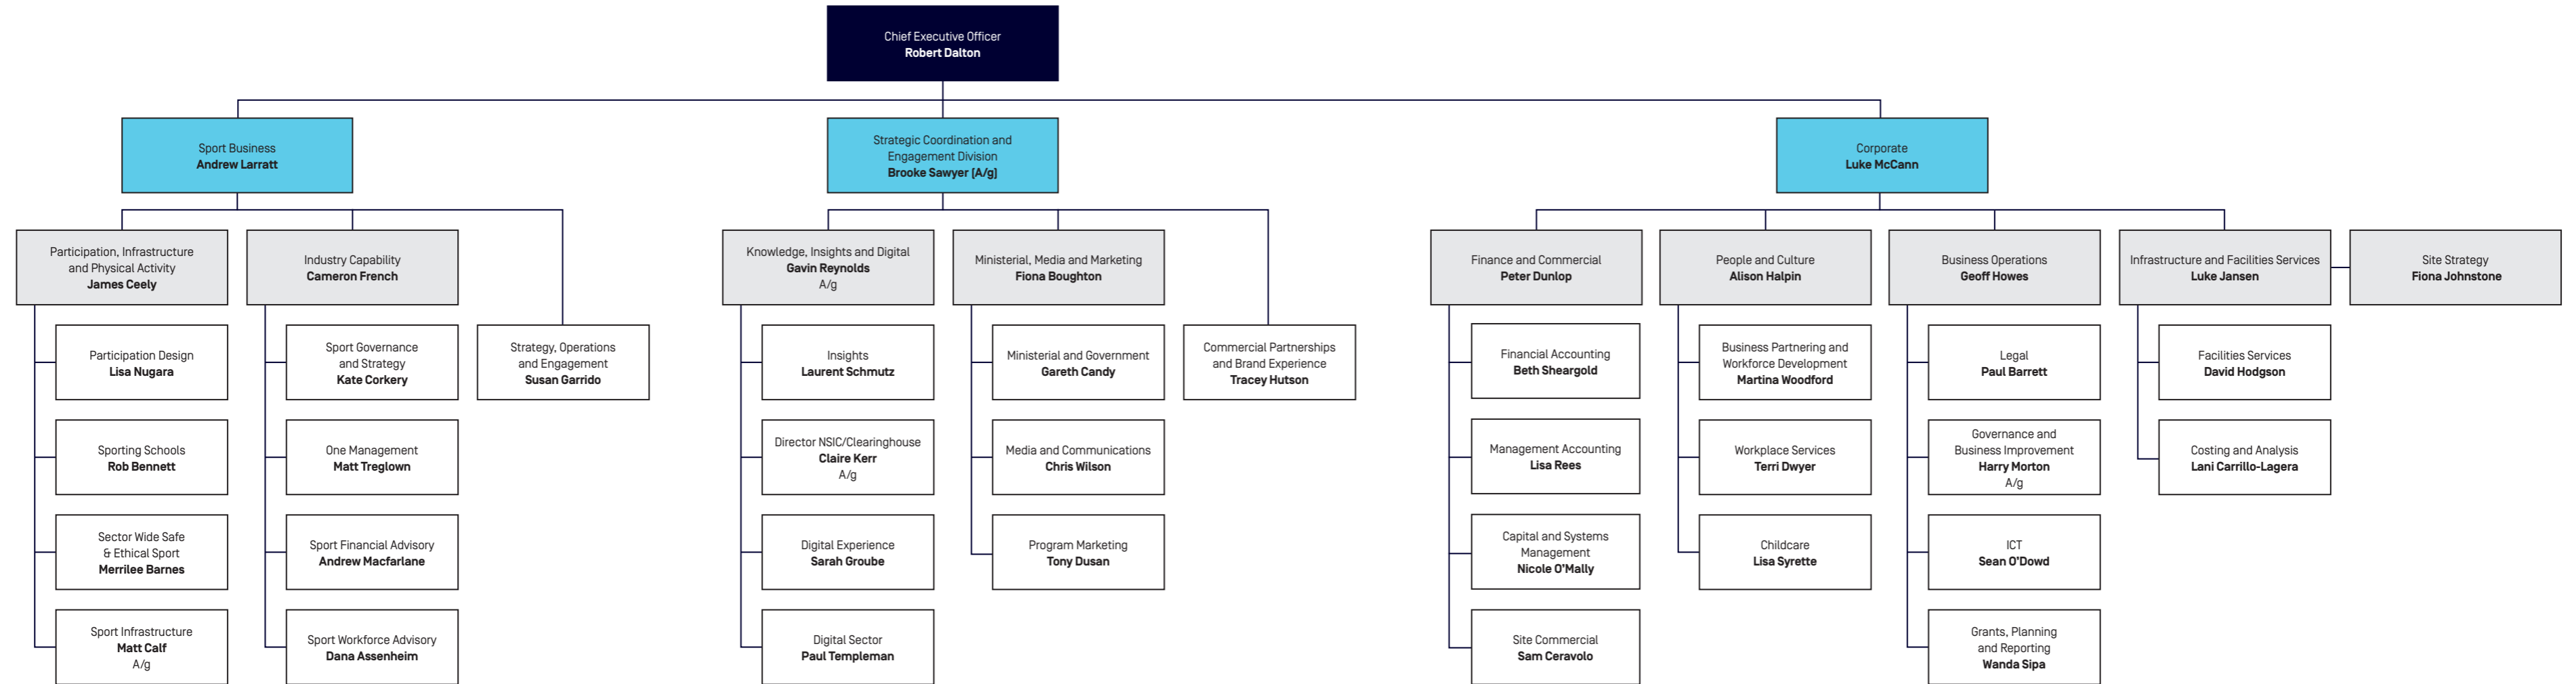 Chief Executive Officer
Robert Dalton
Sport Business
Andrew Larratt
Strategic Coordination and
Engagement Division
Brooke Sawyer (A/g)
Corporate
Luke McCann
Participation, Infrastructure
and Physical Activity
James Ceely
Industry Capability
Cameron French
Knowledge, Insights and Digital
Gavin Reynolds
A/g
Ministerial, Media and Marketing
Fiona Boughton
Finance and Commercial
Peter Dunlop
People and Culture
Alison Halpin
Business Operations
Geoff Howes
Infrastructure and Facilities Services
Luke Jansen
Site Strategy
Fiona Johnstone
Participation Design
Lisa Nugara
Sport Governance
and Strategy
Kate Corkery
Strategy, Operations
and Engagement
Susan Garrido
Insights
Laurent Schmutz
Ministerial and Government
Gareth Candy
Commercial Partnerships
and Brand Experience
Tracey Hutson
Financial Accounting
Beth Sheargold
Business Partnering and
Workforce Development
Martina Woodford
Legal
Paul Barrett
Facilities Services
David Hodgson
Sporting Schools
Rob Bennett
One Management
Matt Treglown
Director NSIC/Clearinghouse
Claire Kerr
A/g
Media and Communications
Chris Wilson
Management Accounting
Lisa Rees
Workplace Services
Terri Dwyer
Governance and
Business Improvement
Harry Morton
A/g
Costing and Analysis
Lani Carrillo-Lagera
Sector Wide Safe
& Ethical Sport
Merrilee Barnes
Sport Financial Advisory
Andrew Macfarlane
Digital Experience
Sarah Groube
Program Marketing
Tony Dusan
Capital and Systems
Management
Nicole O'Mally
Childcare
Lisa Syrette
ICT
Sean O'Dowd
Sport Infrastructure
Matt Calf
A/g
Sport Workforce Advisory
Dana Assenheim
Digital Sector
Paul Templeman
Site Commercial
Sam Ceravolo
Grants, Planning
and Reporting
Wanda Sipa